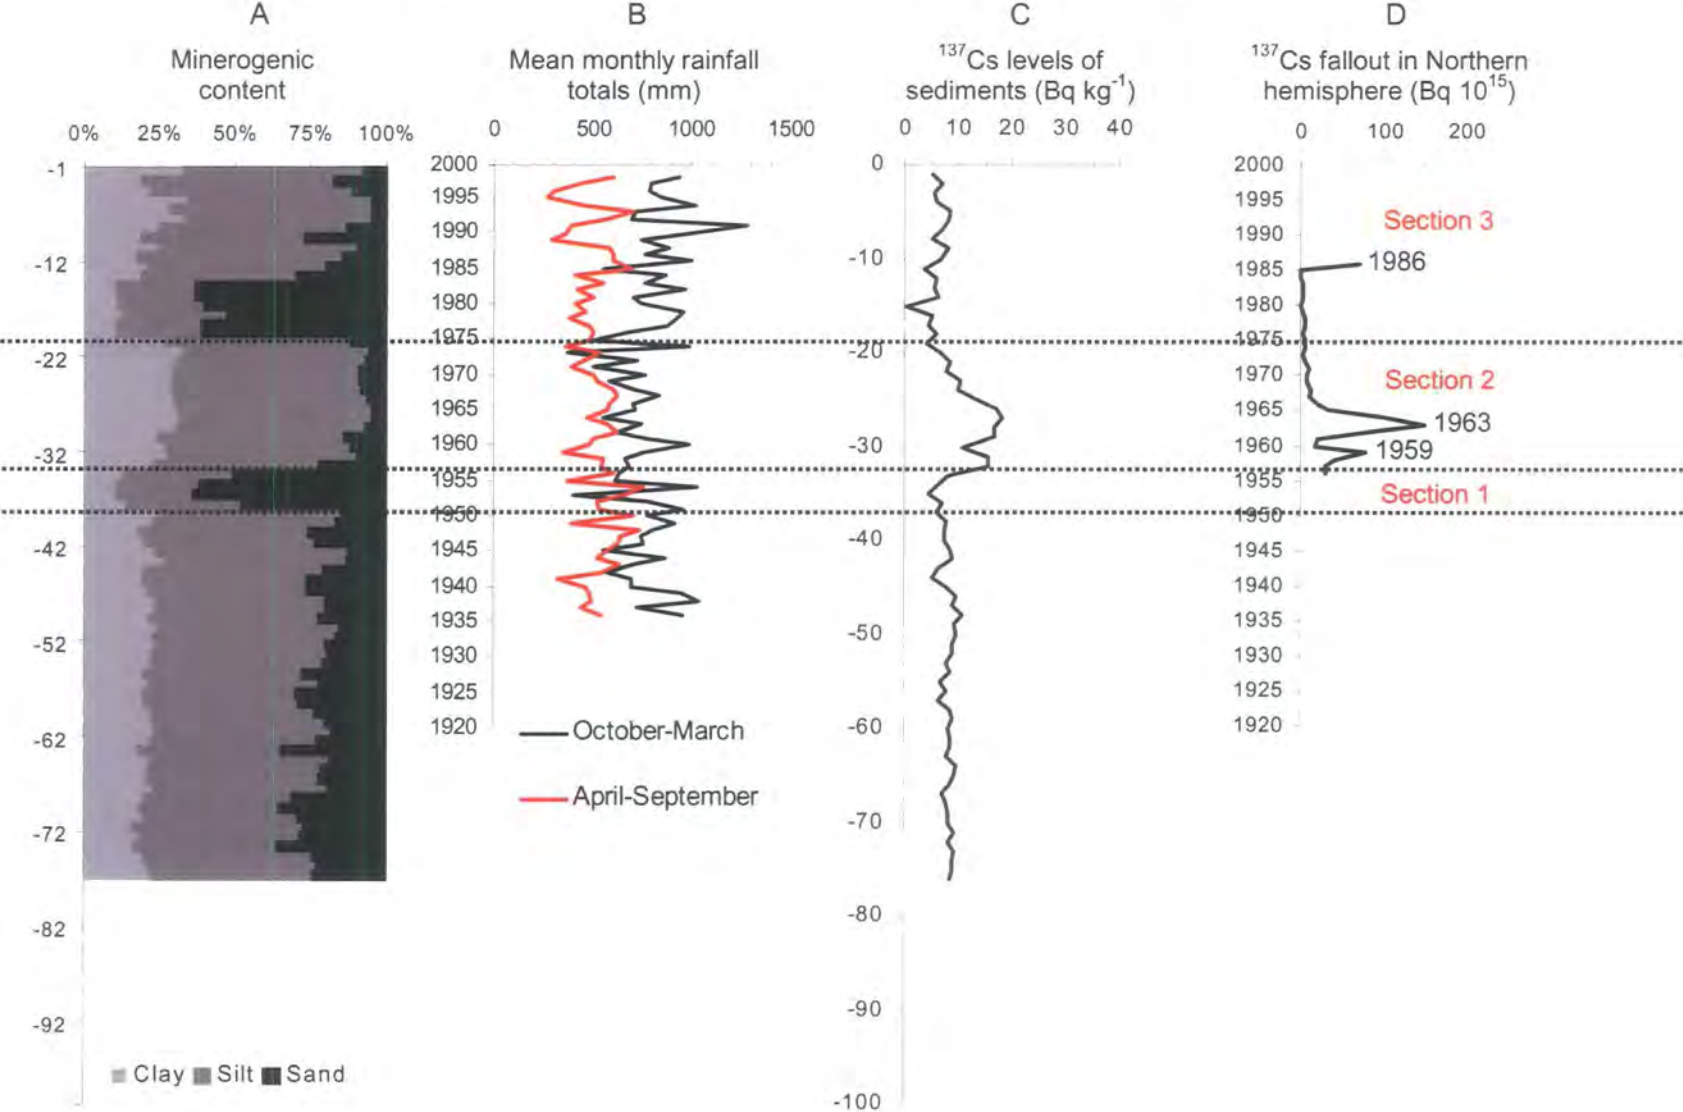 A
Minerogenic
content
0% 25% 50% 75% 100%
-1
-12
-22
-32
-42
-52
-62
-72
-82
-92
Clay Silt Sand
B
Mean monthly rainfall
totals (mm)
0 500 1000 1500
2000
1995
1990
1985
1980
1975
1970
1965
1960
1955
1950
1945
1940
1935
1930
1925
1920
October-March
April-September
C
¹³⁷Cs levels of
sediments (Bq kg⁻¹)
0 10 20 30 40
0
-10
-20
-30
-40
-50
-60
-70
-80
-90
-100
D
¹³⁷Cs fallout in Northern
hemisphere (Bq 10¹⁵)
0 100 200
2000
1995
1990
1985
1980
1975
1970
1965
1960
1955
1950
1945
1940
1935
1930
1925
1920
Section 3
1986
Section 2
1963
1959
Section 1